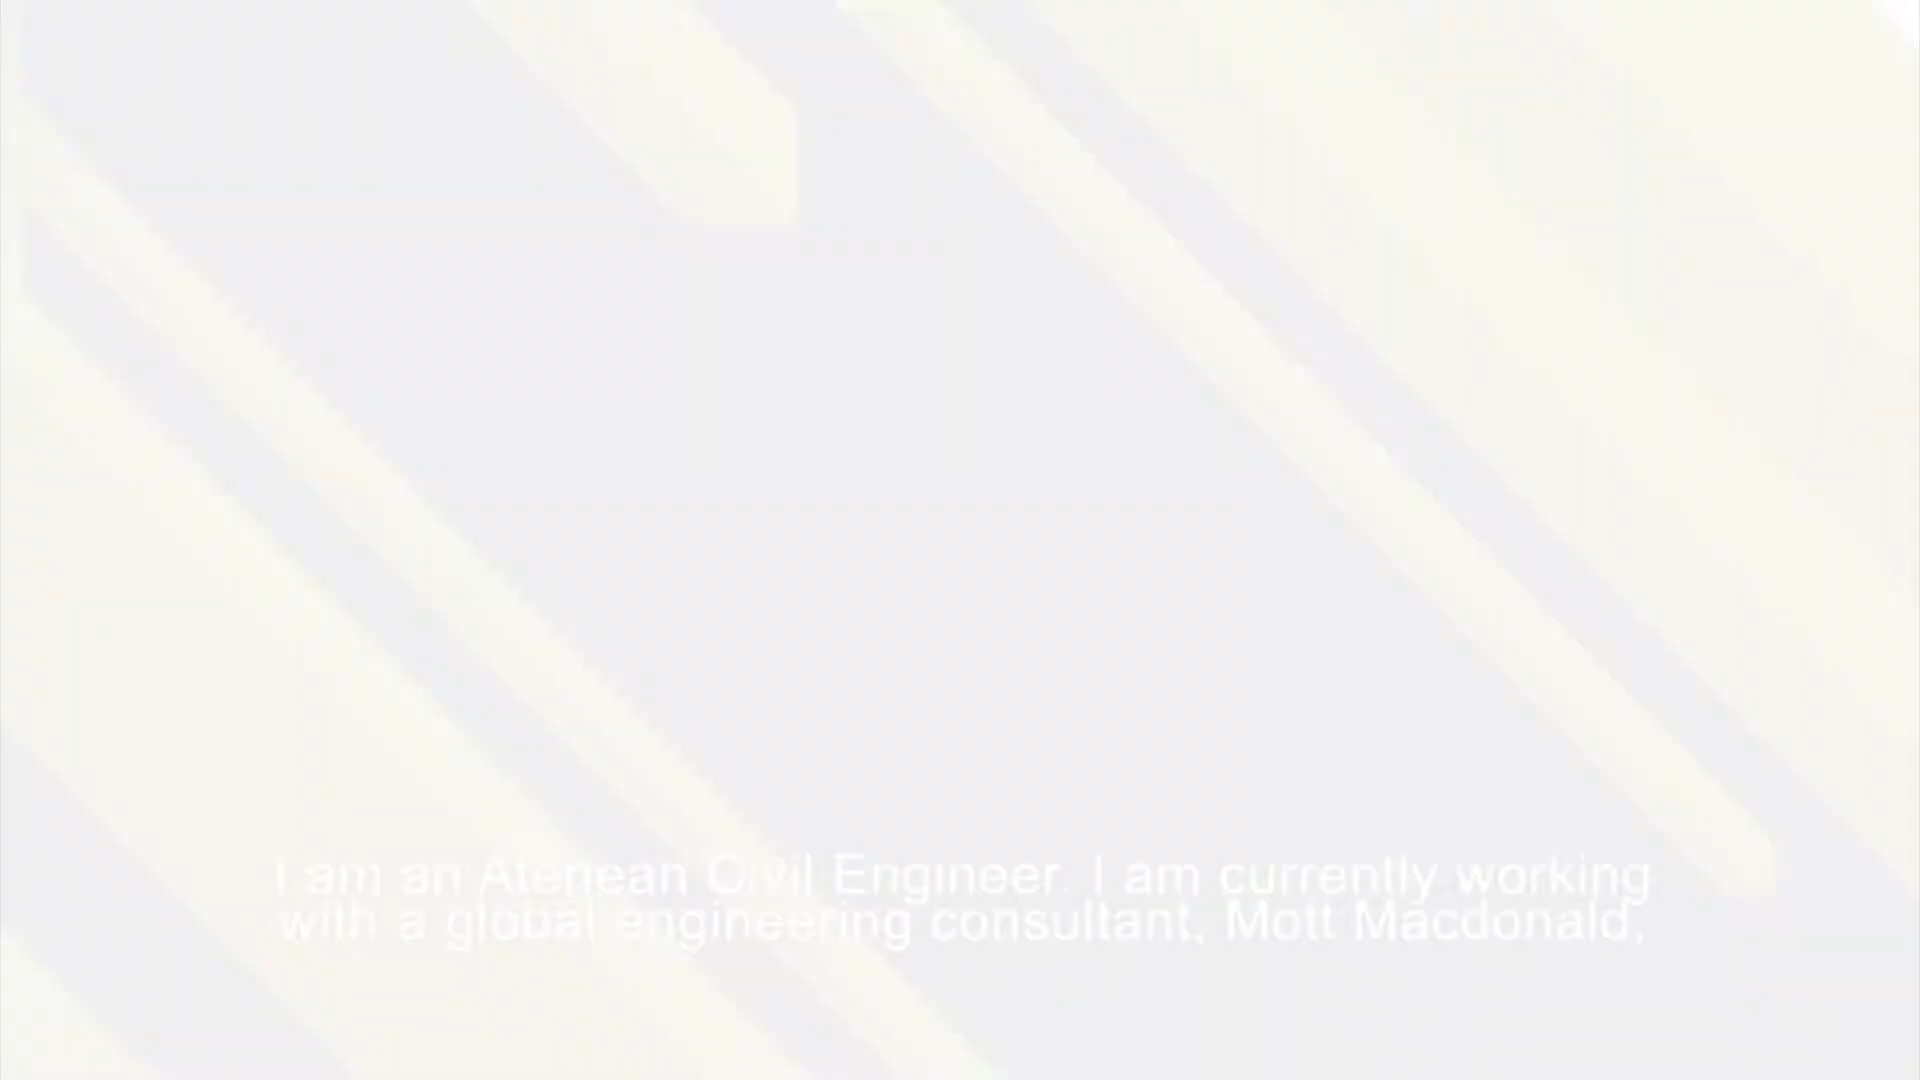 I am an Atenean Civil Engineer. I am currently working
with a global engineering consultant, Mott Macdonald,